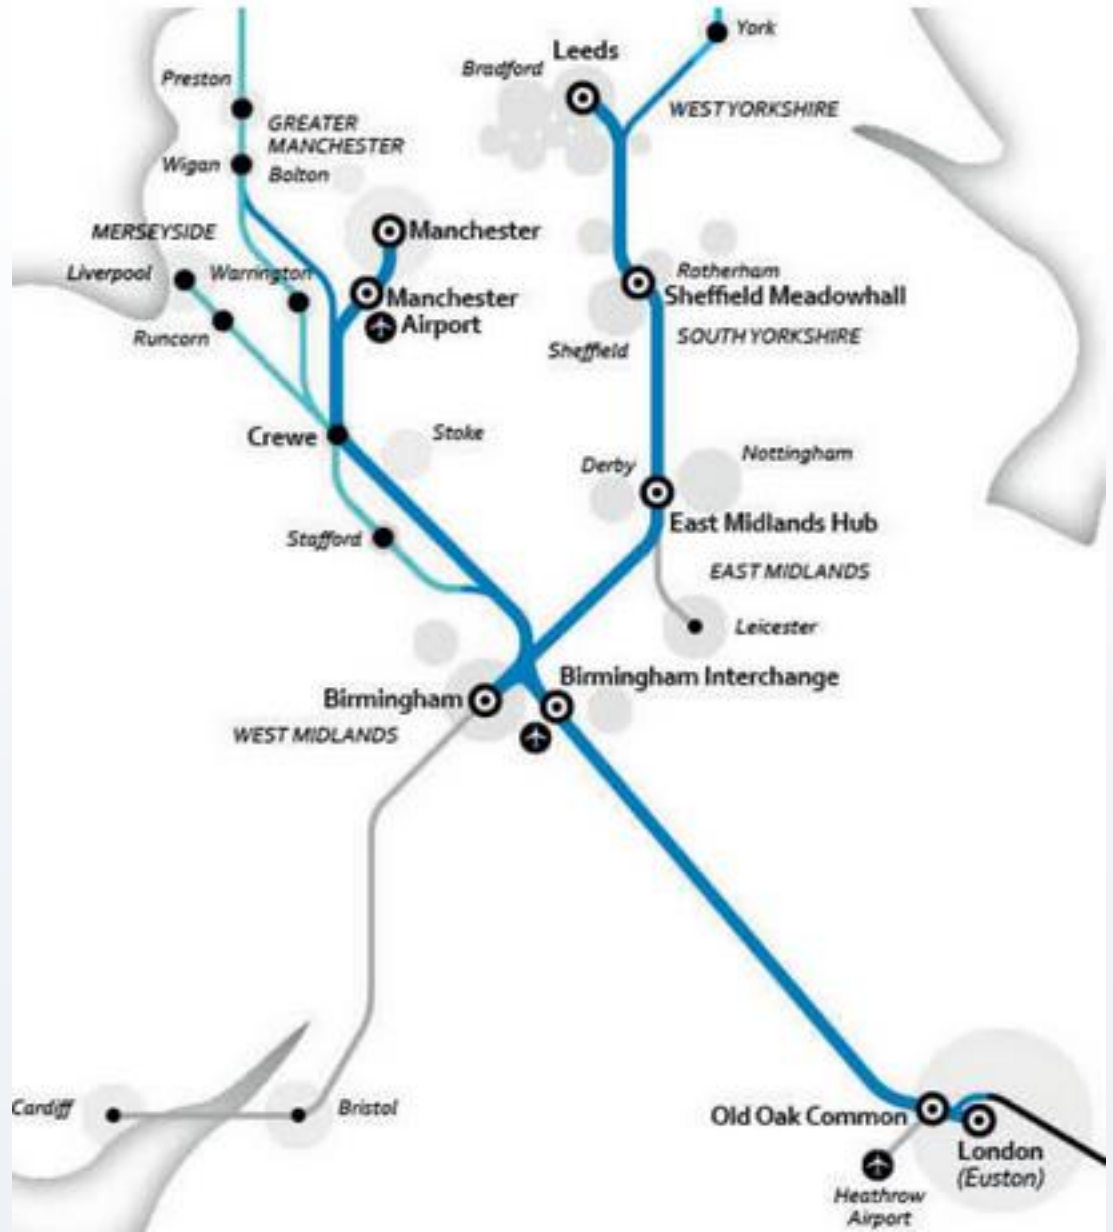 York
Leeds
Bradford
Preston
WEST YORKSHIRE
GREATER
MANCHESTER
Wigan
Bolton
MERSEYSIDE
Manchester
Liverpool
Warrington
Rotherham
Manchester
Airport
Sheffield Meadowhall
Runcorn
SOUTH YORKSHIRE
Sheffield
Crewe
Stoke
Derby
Nottingham
East Midlands Hub
Stafford
EAST MIDLANDS
Leicester
Birmingham Interchange
Birmingham
WEST MIDLANDS
Cardiff
Bristol
Old Oak Common
London
(Euston)
Heathrow
Airport